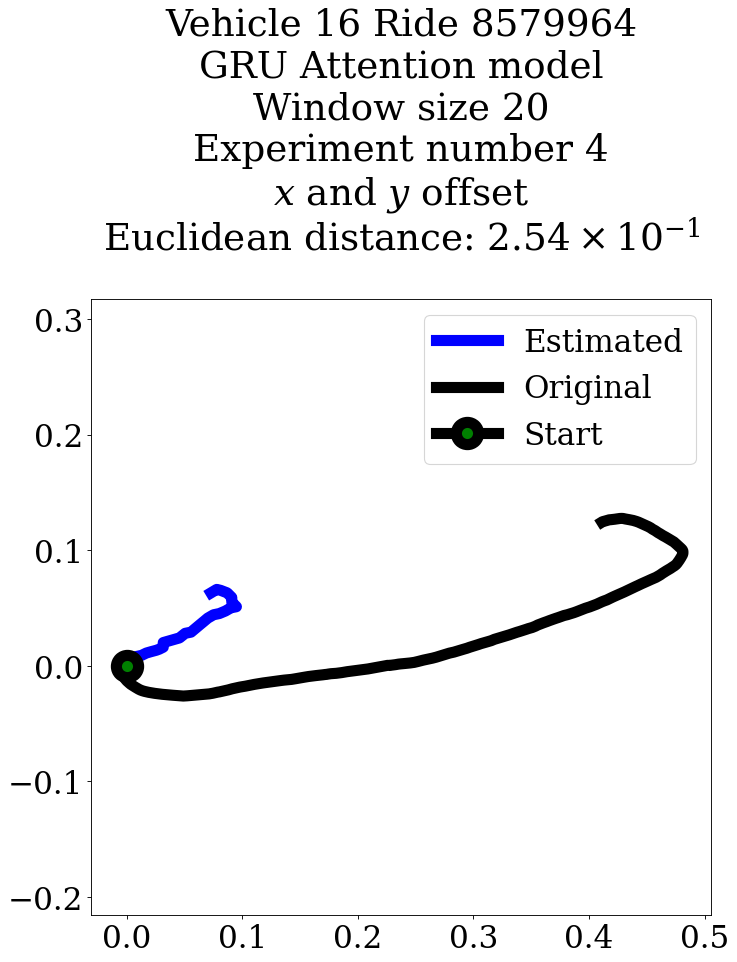 Vehicle 16 Ride 8579964
GRU Attention model
Window size 20
Experiment number 4
x and y offset
Euclidean distance: 2.54 × 10⁻¹
Estimated
Original
Start
0.3
0.2
0.1
0.0
−0.1
−0.2
0.0 0.1 0.2 0.3 0.4 0.5